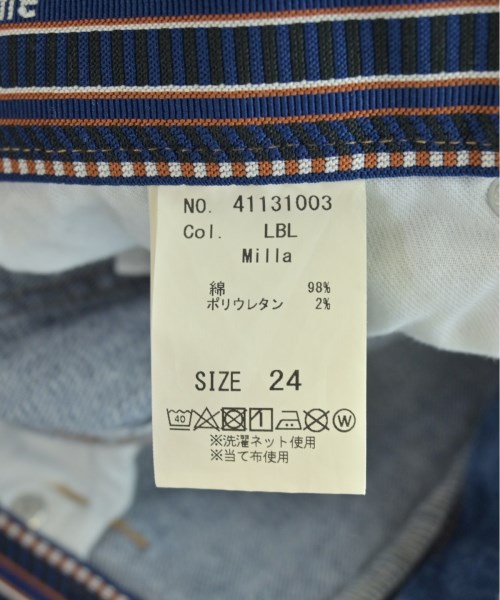 NO. 41131003
Col. LBL
Milla
綿 98%
ポリウレタン 2%
SIZE 24
40 W
※洗濯ネット使用
※当て布使用